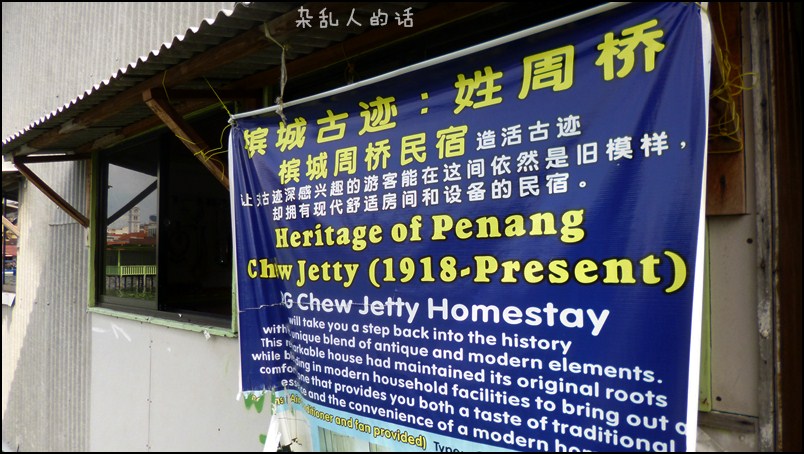 杂乱人的话
槟城古迹：姓周桥
槟城周桥民宿造活古迹
让古迹深感兴趣的游客能在这间依然是旧模样，
却拥有现代舒适房间和设备的民宿。
Heritage of Penang
Chew Jetty (1918-Present)
Chew Jetty Homestay
will take you a step back into the history
with unique blend of antique and modern elements.
This remarkable house had maintained its original roots
while in modern household facilities to bring out a
one that provides you both a taste of traditional
and the convenience of a modern
and fan provided)